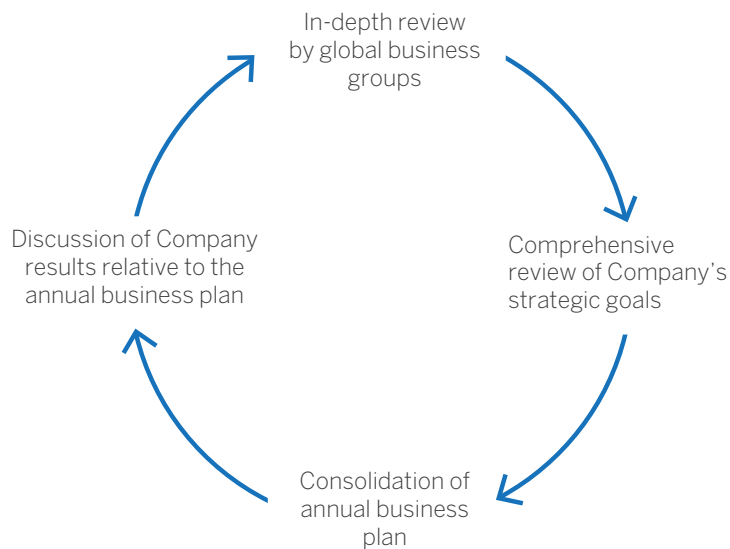 In-depth review
by global business
groups
Comprehensive
review of Company’s
strategic goals
Consolidation of
annual business
plan
Discussion of Company
results relative to the
annual business plan